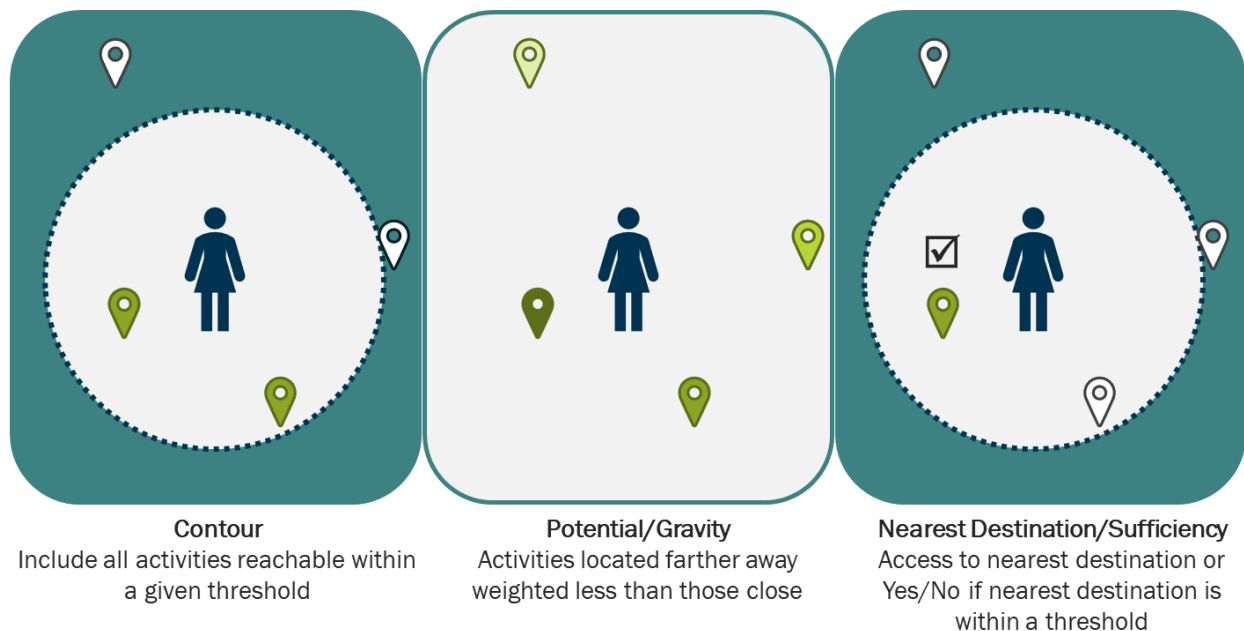 Contour
Include all activities reachable within
a given threshold
Potential/Gravity
Activities located farther away
weighted less than those close
Nearest Destination/Sufficiency
Access to nearest destination or
Yes/No if nearest destination is
within a threshold